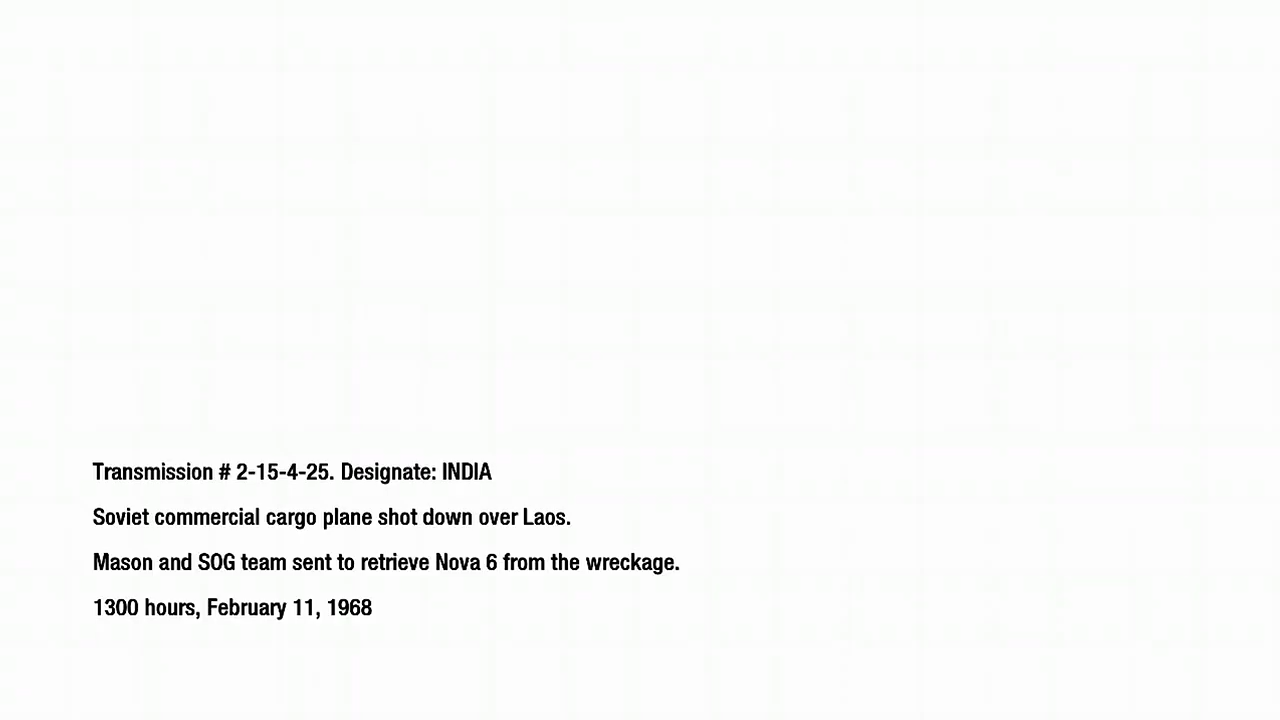 Transmission # 2-15-4-25. Designate: INDIA
Soviet commercial cargo plane shot down over Laos.
Mason and SOG team sent to retrieve Nova 6 from the wreckage.
1300 hours, February 11, 1968